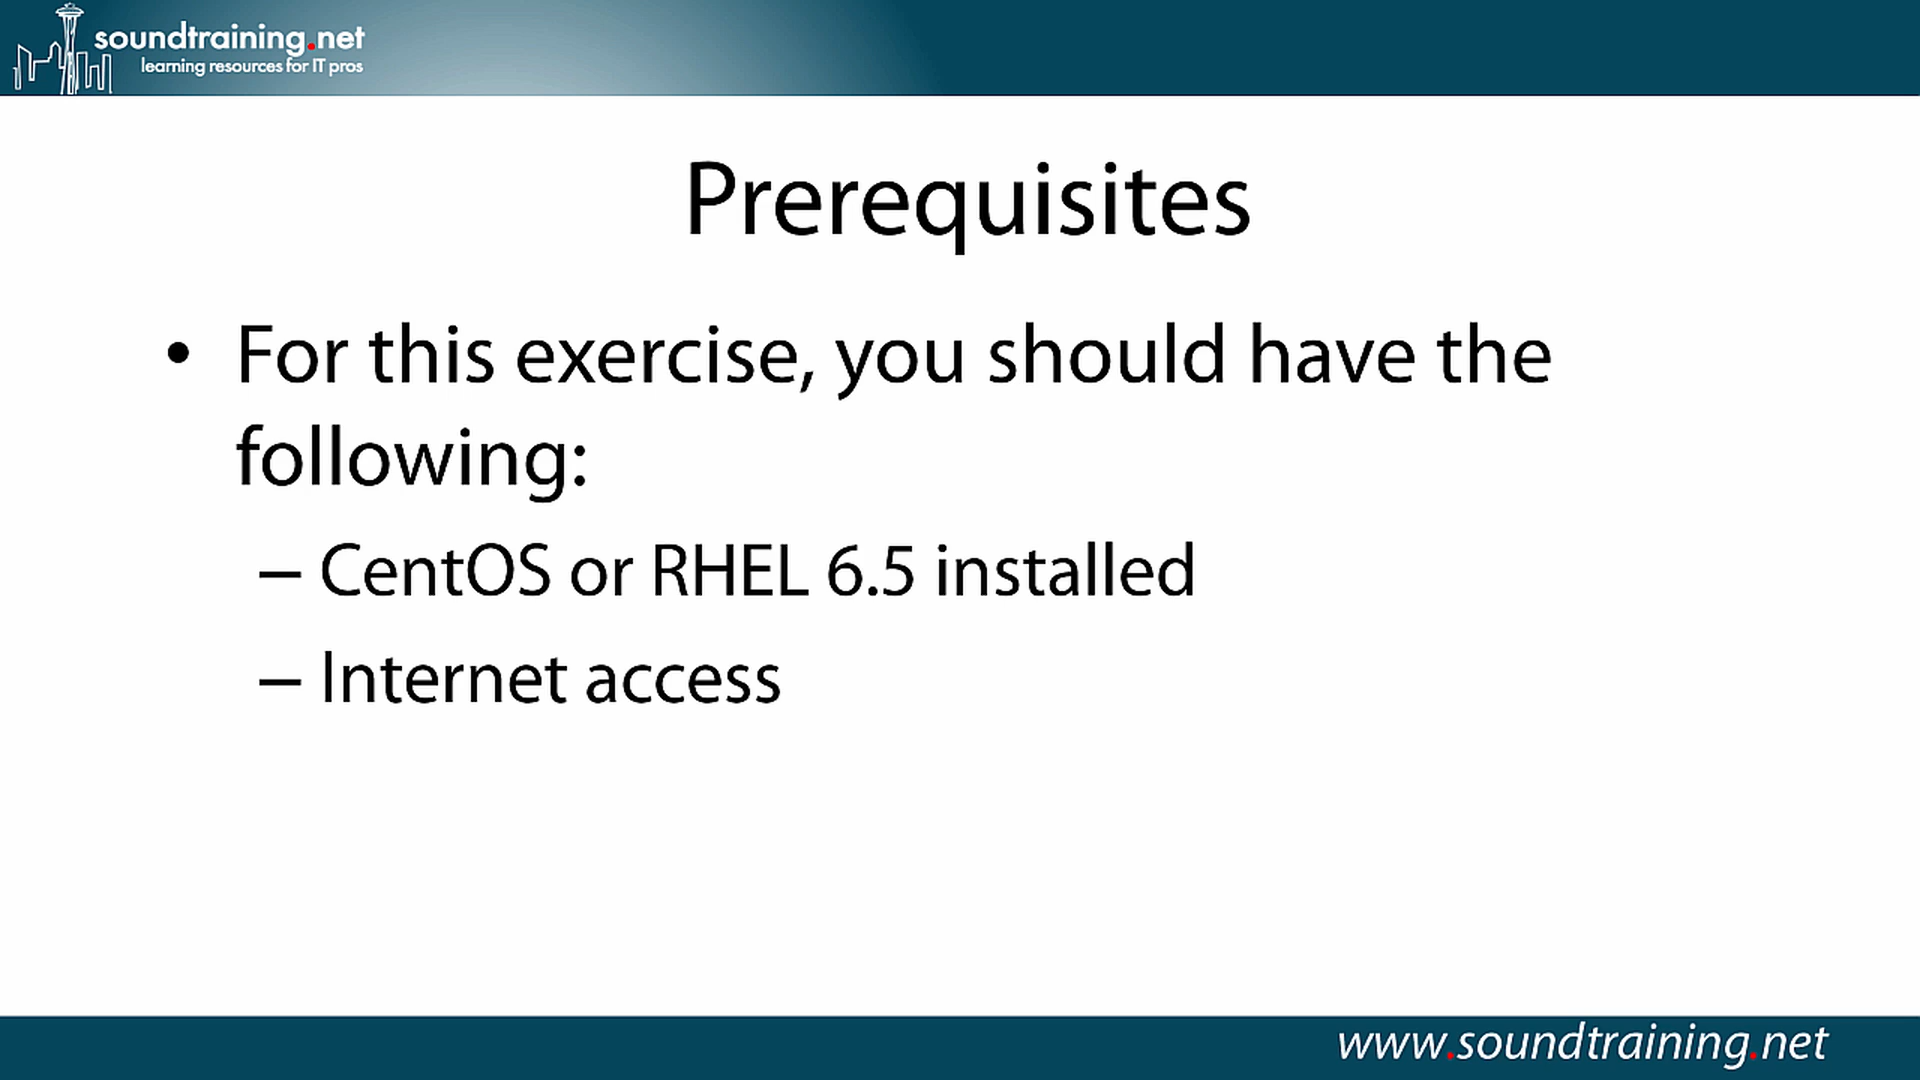 soundtraining.net
learning resources for IT pros
Prerequisites
• For this exercise, you should have the
following:
– CentOS or RHEL 6.5 installed
– Internet access
www.soundtraining.net